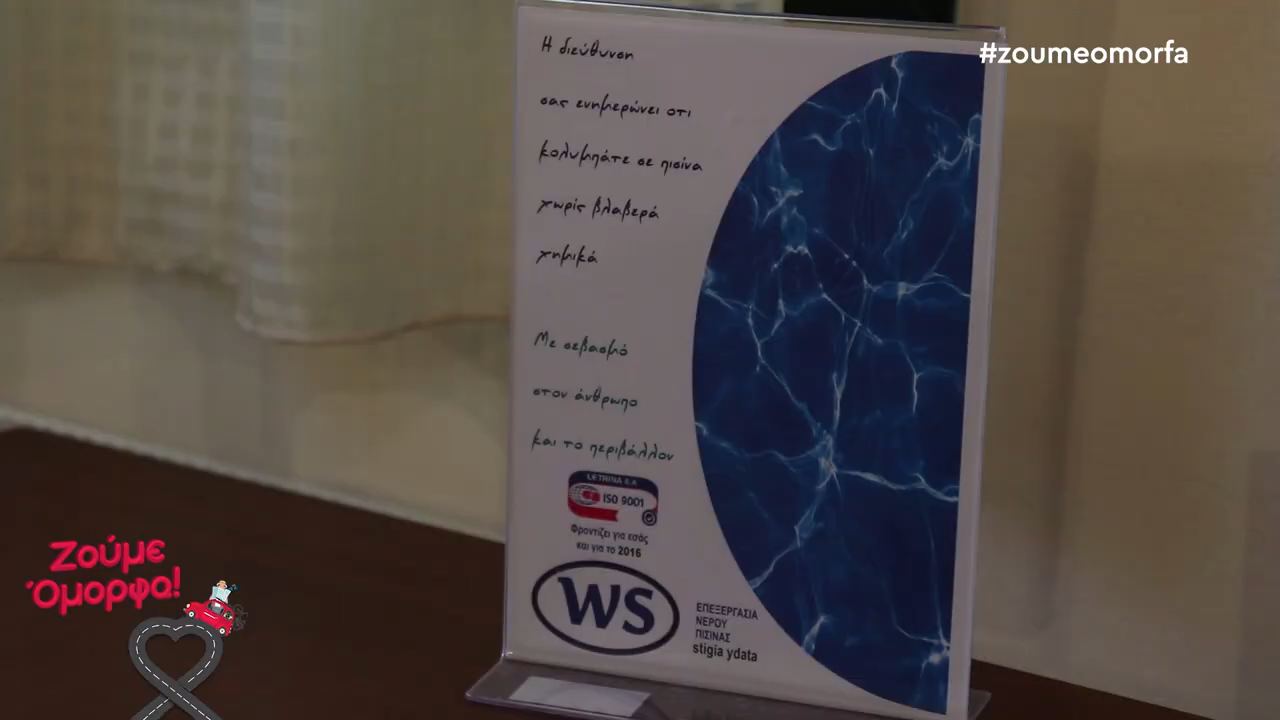 #zoumeomorfa
Η διεύθυνση
σας ενημερώνει οτι
κολυμπάτε σε πισίνα
χωρίς βλαβερά
χημικά
Με σεβασμό
στον άνθρωπο
και το περιβάλλον
LETRINA S.A
ISO 9001
Φροντίζει για εσάς
και για το 2016
WS
ΕΠΕΞΕΡΓΑΣΙΑ
ΝΕΡΟΥ
ΠΙΣΙΝΑΣ
stigia ydata
Ζούμε
Όμορφα!